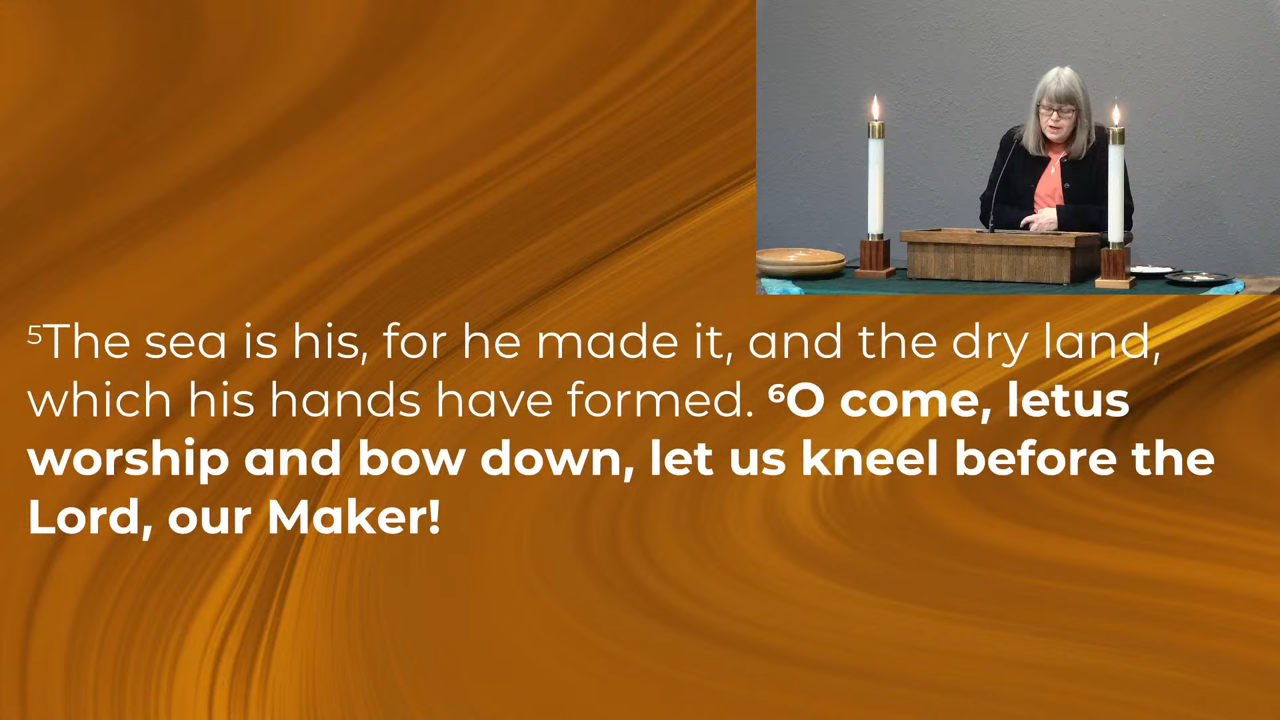 ⁵The sea is his, for he made it, and the dry land,
which his hands have formed. ⁶O come, letus
worship and bow down, let us kneel before the
Lord, our Maker!